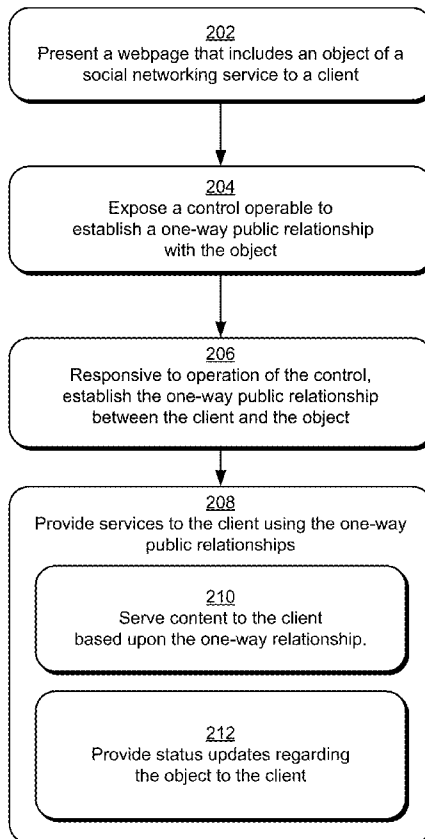 202
Present a webpage that includes an object of a
social networking service to a client
204
Expose a control operable to
establish a one-way public relationship
with the object
206
Responsive to operation of the control,
establish the one-way public relationship
between the client and the object
208
Provide services to the client using the one-way
public relationships
210
Serve content to the client
based upon the one-way relationship.
212
Provide status updates regarding
the object to the client